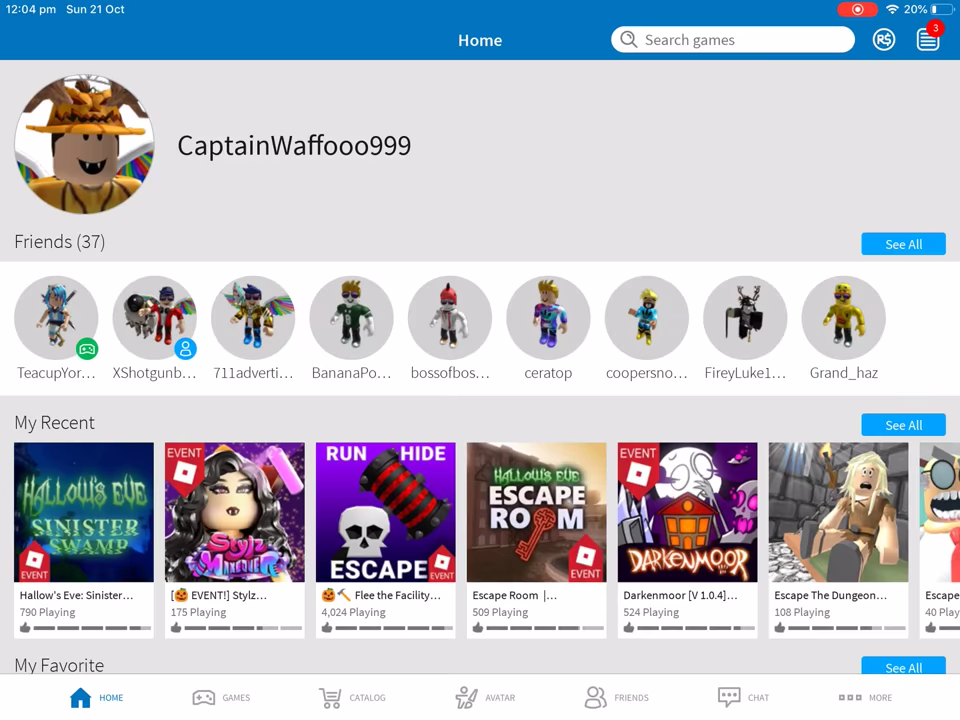 12:04 pm Sun 21 Oct
20%
Home
Search games
R$
3
CaptainWaffooo999
Friends (37)
See All
TeacupYor...
XShotgunb...
711adverti...
BananaPo...
bossofbos...
ceratop
coopersno...
FireyLuke1...
Grand_haz
My Recent
See All
HALLOW'S EVE
SINISTER
SWAMP
EVENT
EVENT
Stylz
RUN HIDE
ESCAPE
EVENT
HALLOW'S EVE
ESCAPE
ROOM
EVENT
EVENT
DARKENMOOR
Hallow's Eve: Sinister...
790 Playing
[🎃 EVENT!] Stylz...
175 Playing
🎃🔨 Flee the Facility...
4,024 Playing
Escape Room |...
509 Playing
Darkenmoor [V 1.0.4]...
524 Playing
Escape The Dungeon...
108 Playing
Escape
40 Play
My Favorite
See All
HOME
GAMES
CATALOG
AVATAR
FRIENDS
CHAT
MORE